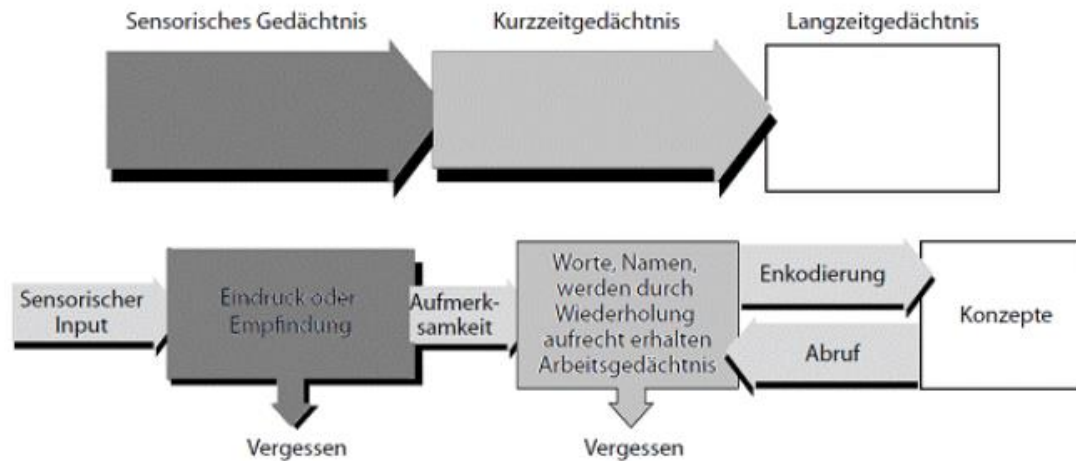 Sensorisches Gedächtnis
Kurzzeitgedächtnis
Langzeitgedächtnis
Sensorischer
Input
Eindruck oder
Empfindung
Aufmerk-
samkeit
Worte, Namen,
werden durch
Wiederholung
aufrecht erhalten
Arbeitsgedächtnis
Enkodierung
Abruf
Konzepte
Vergessen
Vergessen